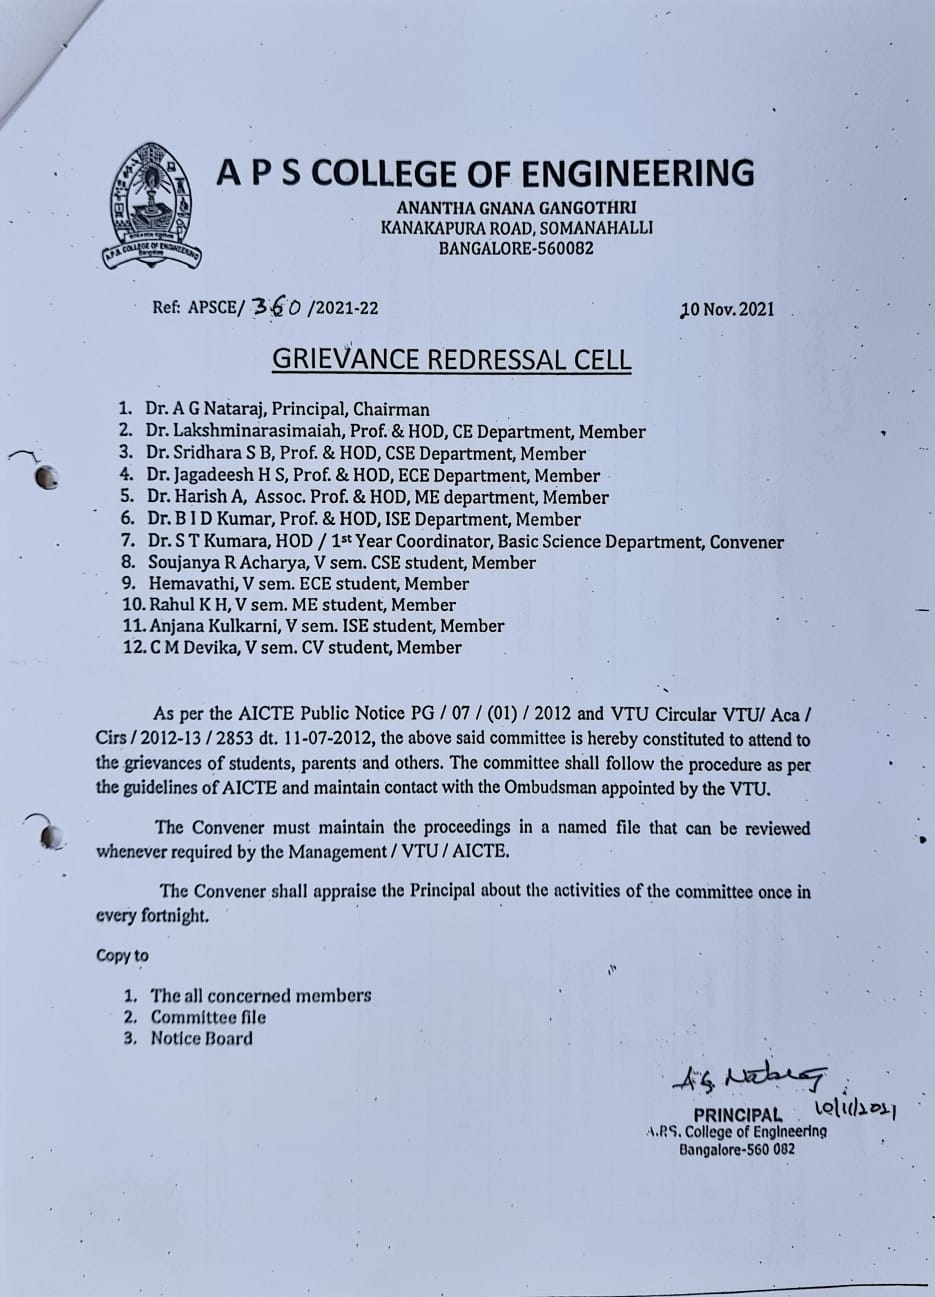 A P S COLLEGE OF ENGINEERING
ANANTHA GNANA GANGOTHRI
KANAKAPURA ROAD, SOMANAHALLI
BANGALORE-560082
A.P.S. COLLEGE OF ENGINEERING
Ref: APSCE/ 360 /2021-22
10 Nov. 2021
GRIEVANCE REDRESSAL CELL
1. Dr. A G Nataraj, Principal, Chairman
2. Dr. Lakshminarasimaiah, Prof. & HOD, CE Department, Member
3. Dr. Sridhara S B, Prof. & HOD, CSE Department, Member
4. Dr. Jagadeesh H S, Prof. & HOD, ECE Department, Member
5. Dr. Harish A, Assoc. Prof. & HOD, ME department, Member
6. Dr. B I D Kumar, Prof. & HOD, ISE Department, Member
7. Dr. S T Kumara, HOD / 1st Year Coordinator, Basic Science Department, Convener
8. Soujanya R Acharya, V sem. CSE student, Member
9. Hemavathi, V sem. ECE student, Member
10. Rahul K H, V sem. ME student, Member
11. Anjana Kulkarni, V sem. ISE student, Member
12. C M Devika, V sem. CV student, Member
As per the AICTE Public Notice PG / 07 / (01) / 2012 and VTU Circular VTU/ Aca /
Cirs / 2012-13 / 2853 dt. 11-07-2012, the above said committee is hereby constituted to attend to
the grievances of students, parents and others. The committee shall follow the procedure as per
the guidelines of AICTE and maintain contact with the Ombudsman appointed by the VTU.
The Convener must maintain the proceedings in a named file that can be reviewed
whenever required by the Management / VTU / AICTE.
The Convener shall appraise the Principal about the activities of the committee once in
every fortnight.
Copy to
1. The all concerned members
2. Committee file
3. Notice Board
A.G. Nataraj
10/11/2021
PRINCIPAL
A.P.S. College of Engineering
Bangalore-560 082